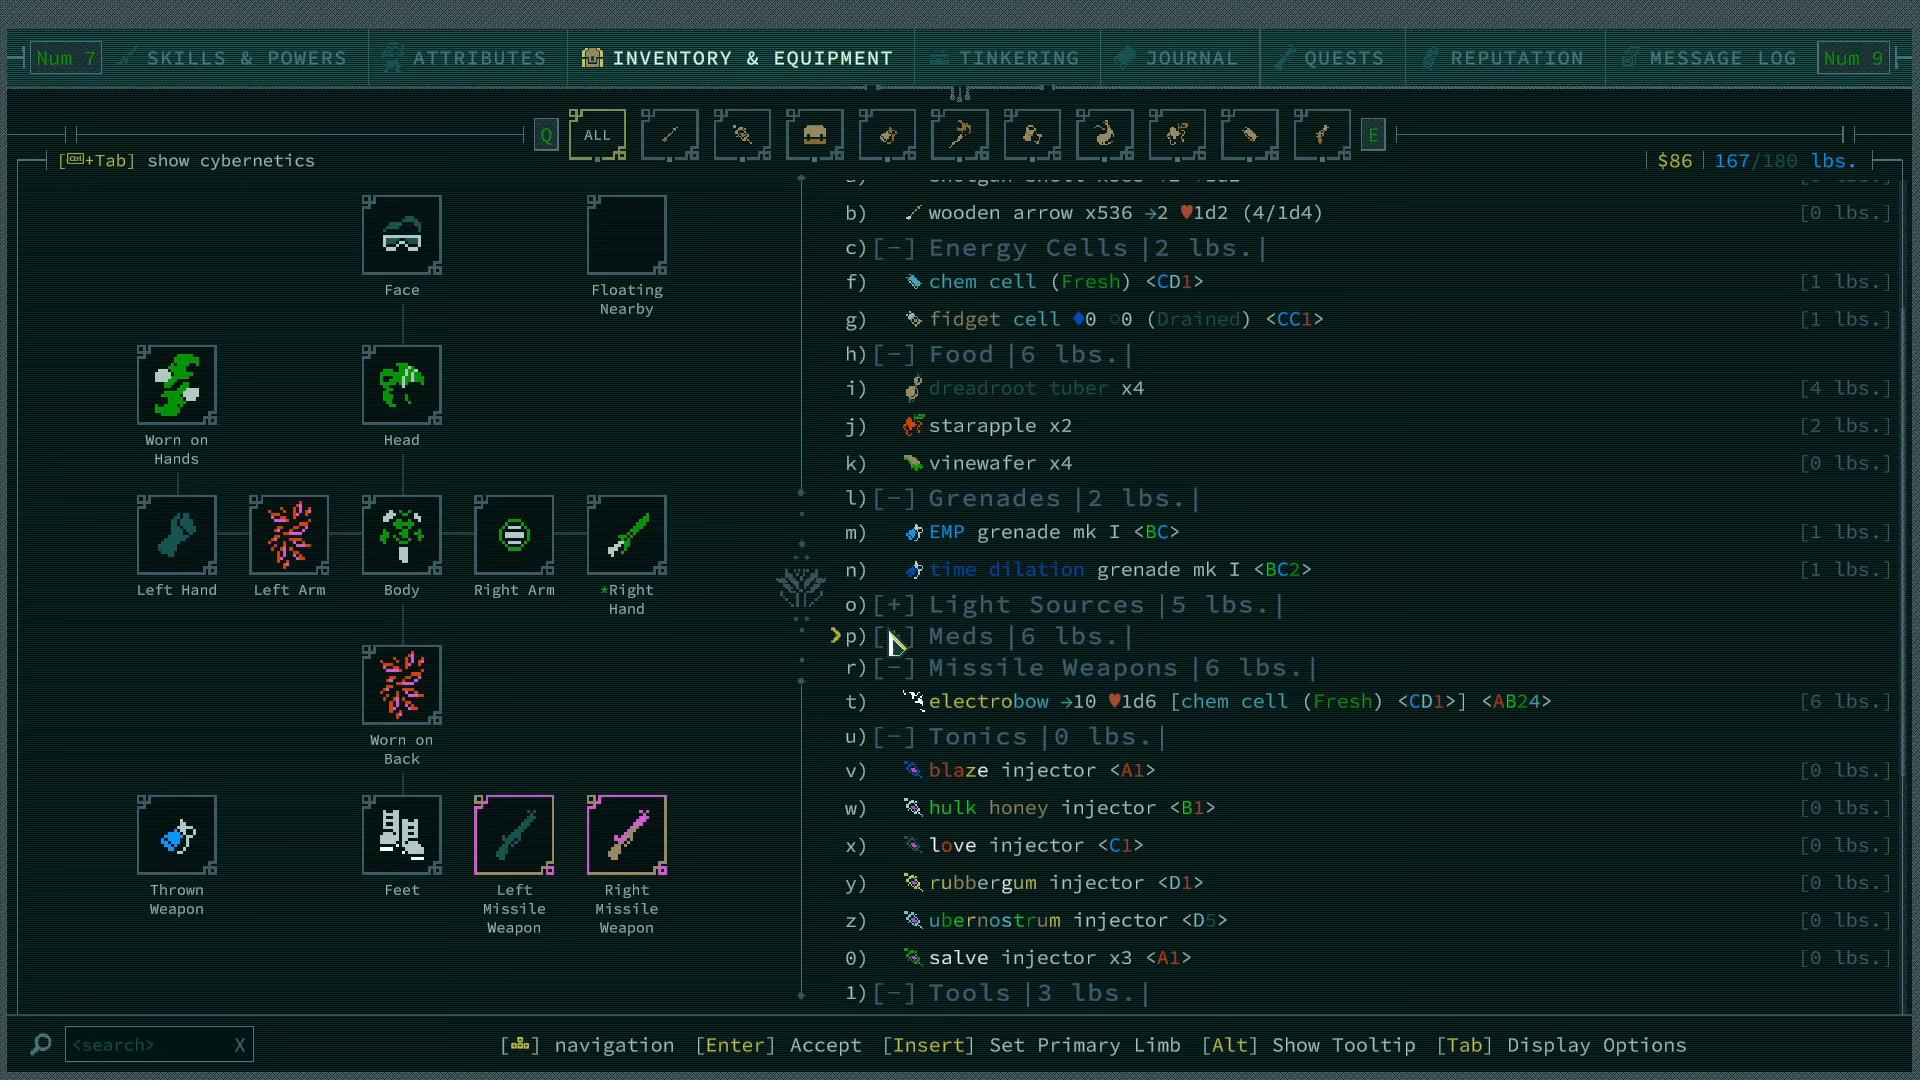 Num 7 SKILLS & POWERS ATTRIBUTES INVENTORY & EQUIPMENT TINKERING JOURNAL QUESTS REPUTATION MESSAGE LOG Num 9
Q ALL E
[Ctrl+Tab] show cybernetics
$86 167/180 lbs.
Face
Floating Nearby
Worn on Hands
Head
Left Hand
Left Arm
Body
Right Arm
*Right Hand
Worn on Back
Thrown Weapon
Feet
Left Missile Weapon
Right Missile Weapon
b) wooden arrow x536 →2 ♥1d2 (4/1d4) [0 lbs.]
c) [-] Energy Cells |2 lbs.|
f) chem cell (Fresh) <CD1> [1 lbs.]
g) fidget cell ♦0 ○0 (Drained) <CC1> [1 lbs.]
h) [-] Food |6 lbs.|
i) dreadroot tuber x4 [4 lbs.]
j) starapple x2 [2 lbs.]
k) vinewafer x4 [0 lbs.]
l) [-] Grenades |2 lbs.|
m) EMP grenade mk I <BC> [1 lbs.]
n) time dilation grenade mk I <BC2> [1 lbs.]
o) [+] Light Sources |5 lbs.|
p) Meds |6 lbs.|
r) [-] Missile Weapons |6 lbs.|
t) electrobow →10 ♥1d6 [chem cell (Fresh) <CD1>] <AB24> [6 lbs.]
u) [-] Tonics |0 lbs.|
v) blaze injector <A1> [0 lbs.]
w) hulk honey injector <B1> [0 lbs.]
x) love injector <C1> [0 lbs.]
y) rubbergum injector <D1> [0 lbs.]
z) ubernostrum injector <D5> [0 lbs.]
0) salve injector x3 <A1> [0 lbs.]
1) [-] Tools |3 lbs.|
<search> X
navigation [Enter] Accept [Insert] Set Primary Limb [Alt] Show Tooltip [Tab] Display Options